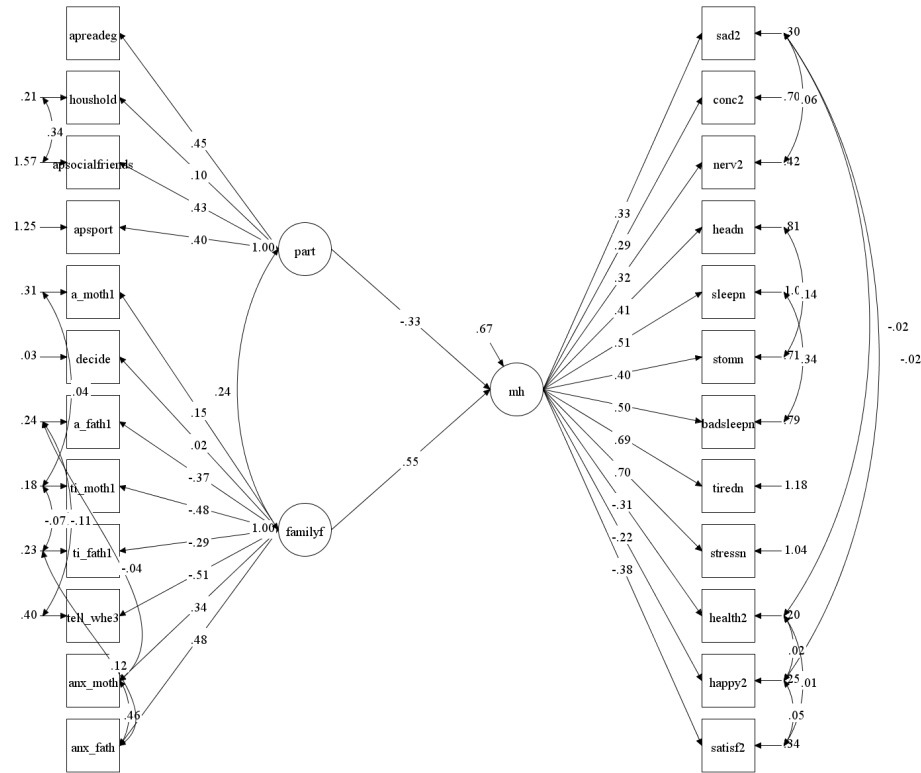 apreadeg
.21
houshold
.34
1.57
apsocialfriends
1.25
apsport
.31
a_moth1
.03
decide
.04
.24
a_fath1
.18
ti_moth1
-.07
-.11
.23
ti_fath1
-.04
.40
tell_whe3
.12
anx_moth
.46
anx_fath
.45
.10
.43
.40
1.00
part
.24
.15
.02
-.37
-.48
-.29
-.51
.34
.48
1.00
familyf
-.33
.55
.67
mh
.33
.29
.32
.41
.51
.40
.50
.69
.70
-.31
-.22
-.38
sad2
.30
conc2
.70
.06
nerv2
.42
headn
.81
sleepn
.14
stomn
.71
.34
badsleepn
.79
tiredn
1.18
stressn
1.04
health2
.20
.02
happy2
.25
.01
.05
satisf2
.34
-.02
-.02